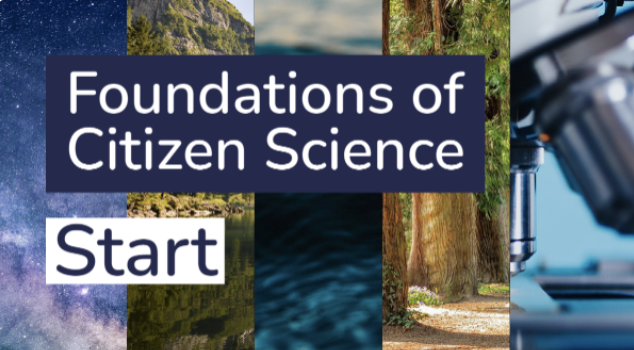 Foundations of
Citizen Science
Start